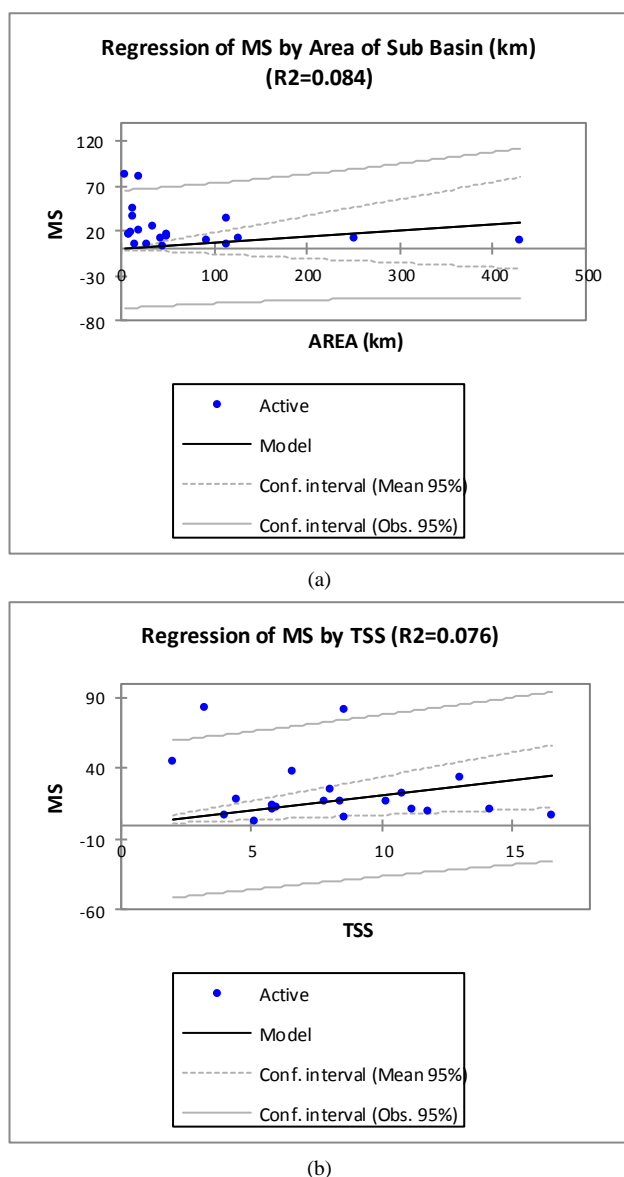 Regression of MS by Area of Sub Basin (km)
(R2=0.084)
120
70
20
-30
-80
0
100
200
300
400
500
MS
AREA (km)
Active
Model
Conf. interval (Mean 95%)
Conf. interval (Obs. 95%)
(a)
Regression of MS by TSS (R2=0.076)
90
40
-10
-60
0
5
10
15
MS
TSS
Active
Model
Conf. interval (Mean 95%)
Conf. interval (Obs. 95%)
(b)